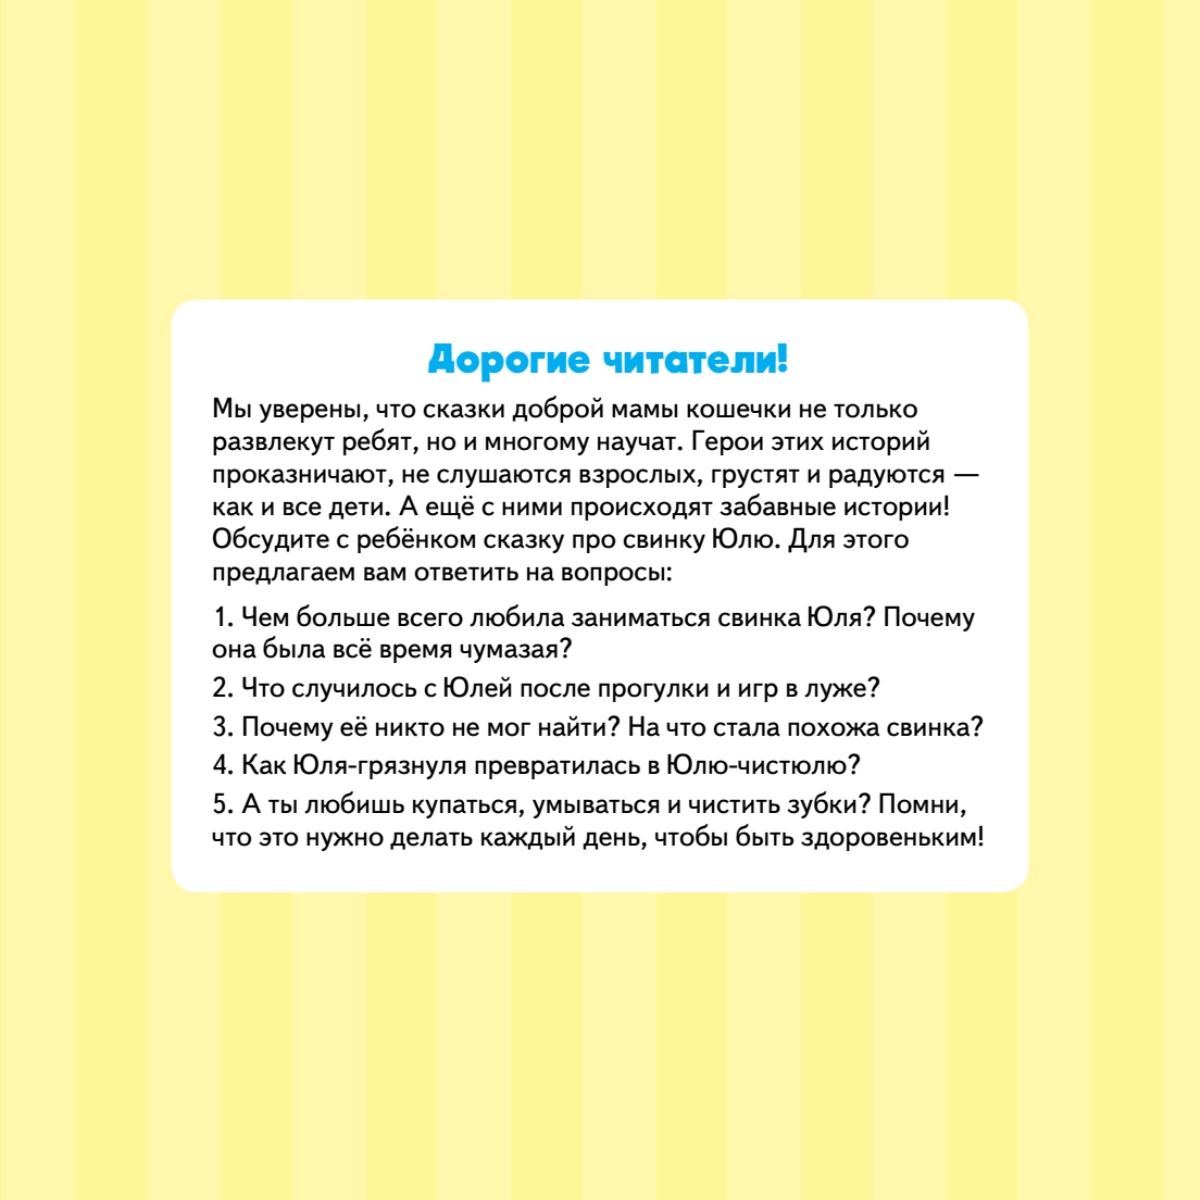 Дорогие читатели!
Мы уверены, что сказки доброй мамы кошечки не только
развлекут ребят, но и многому научат. Герои этих историй
проказничают, не слушаются взрослых, грустят и радуются —
как и все дети. А ещё с ними происходят забавные истории!
Обсудите с ребёнком сказку про свинку Юлю. Для этого
предлагаем вам ответить на вопросы:
1. Чем больше всего любила заниматься свинка Юля? Почему
она была всё время чумазая?
2. Что случилось с Юлей после прогулки и игр в луже?
3. Почему её никто не мог найти? На что стала похожа свинка?
4. Как Юля-грязнуля превратилась в Юлю-чистюлю?
5. А ты любишь купаться, умываться и чистить зубки? Помни,
что это нужно делать каждый день, чтобы быть здоровеньким!